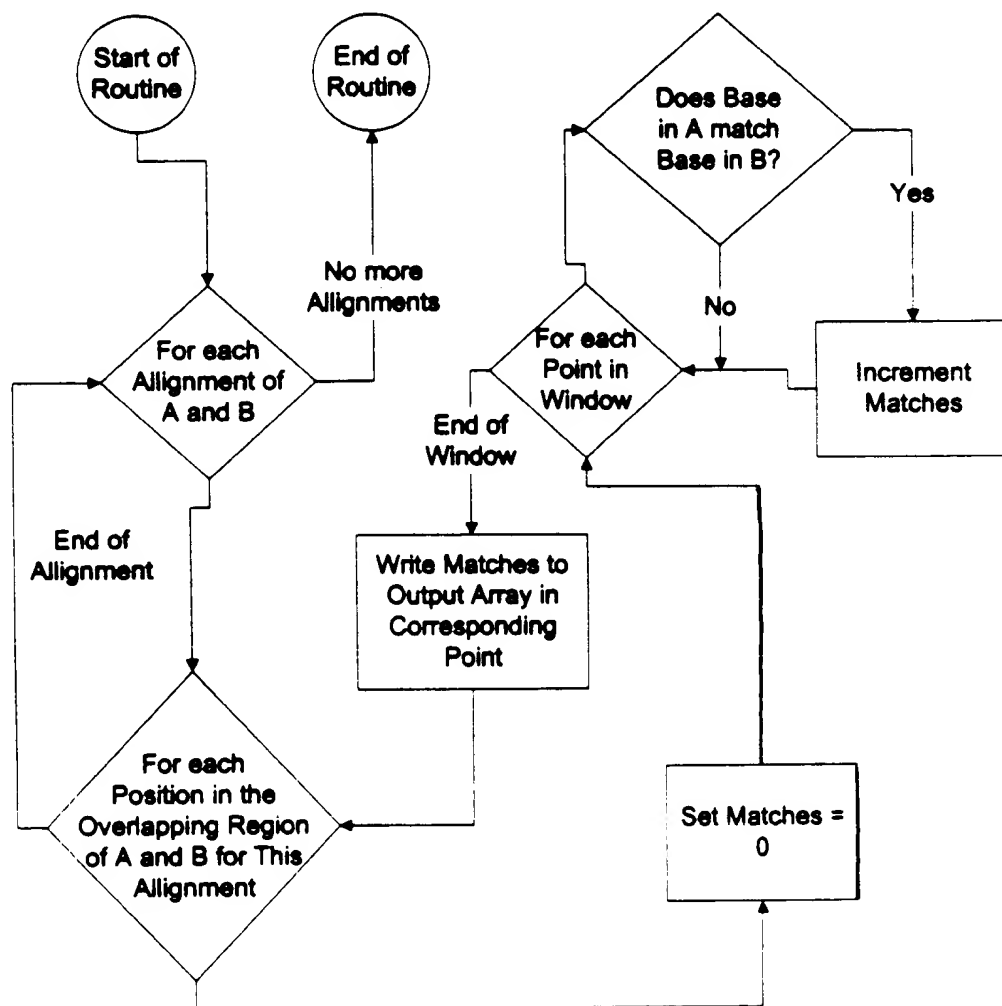 Start of
Routine
End of
Routine
Does Base
in A match
Base in B?
Yes
No more
Allignments
No
For each
Allignment of
A and B
For each
Point in
Window
Increment
Matches
End of
Window
End of
Allignment
Write Matches to
Output Array in
Corresponding
Point
For each
Position in the
Overlapping Region
of A and B for This
Allignment
Set Matches =
0